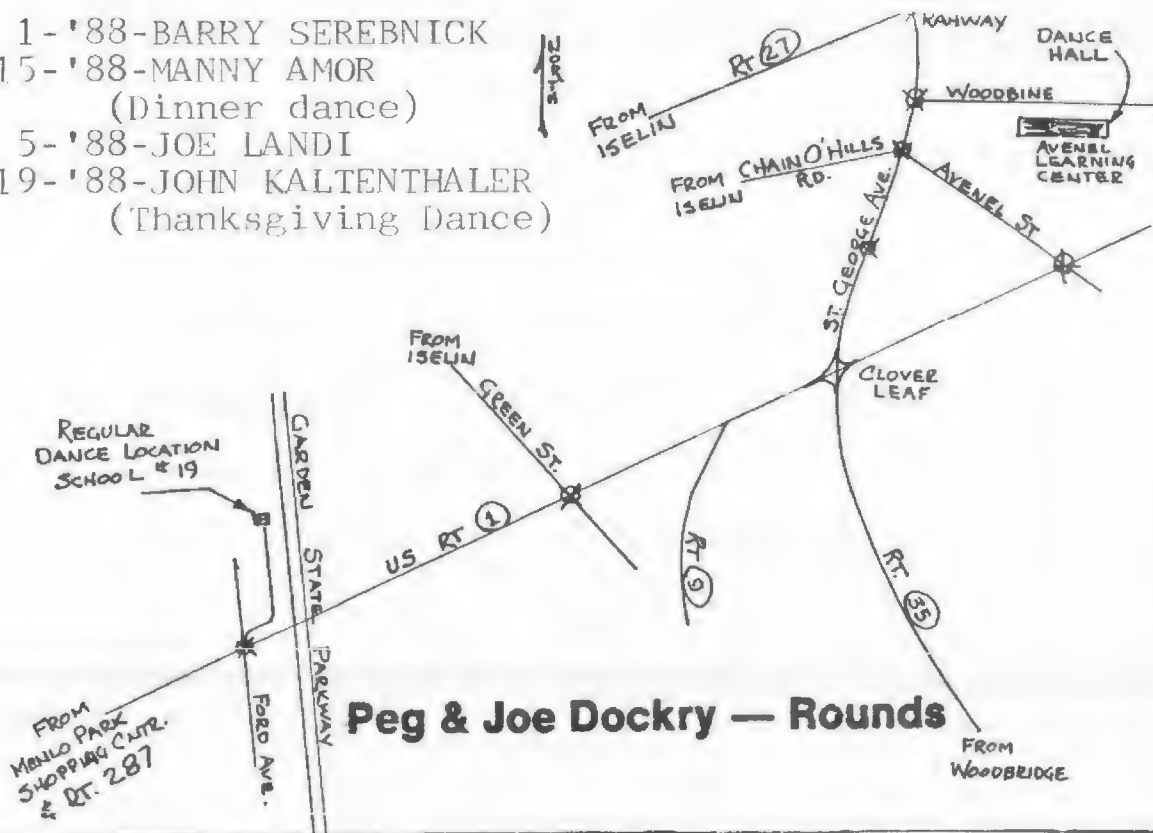 1-'88-BARRY SEREBNICK
15-'88-MANNY AMOR
(Dinner dance)
5-'88-JOE LANDI
19-'88-JOHN KALTENTHALER
(Thanksgiving Dance)
RT 27
FROM
ISELIN
DANCE
HALL
WOODBINE
AVENEL
LEARNING
CENTER
FROM
ISELIN
CHAIN O'HILLS
RD.
AVENEL ST
ST. GEORGE AVE.
CLOVER
LEAF
FROM
ISELIN
GREEN ST.
REGULAR
DANCE LOCATION
SCHOOL # 19
GARDEN
STATE
PARKWAY
US RT 1
RT 9
RT. 35
FORD AVE.
FROM
MENLO PARK
SHOPPING CNTR.
& RT. 287
Peg & Joe Dockry — Rounds
FROM
WOODBRIDGE